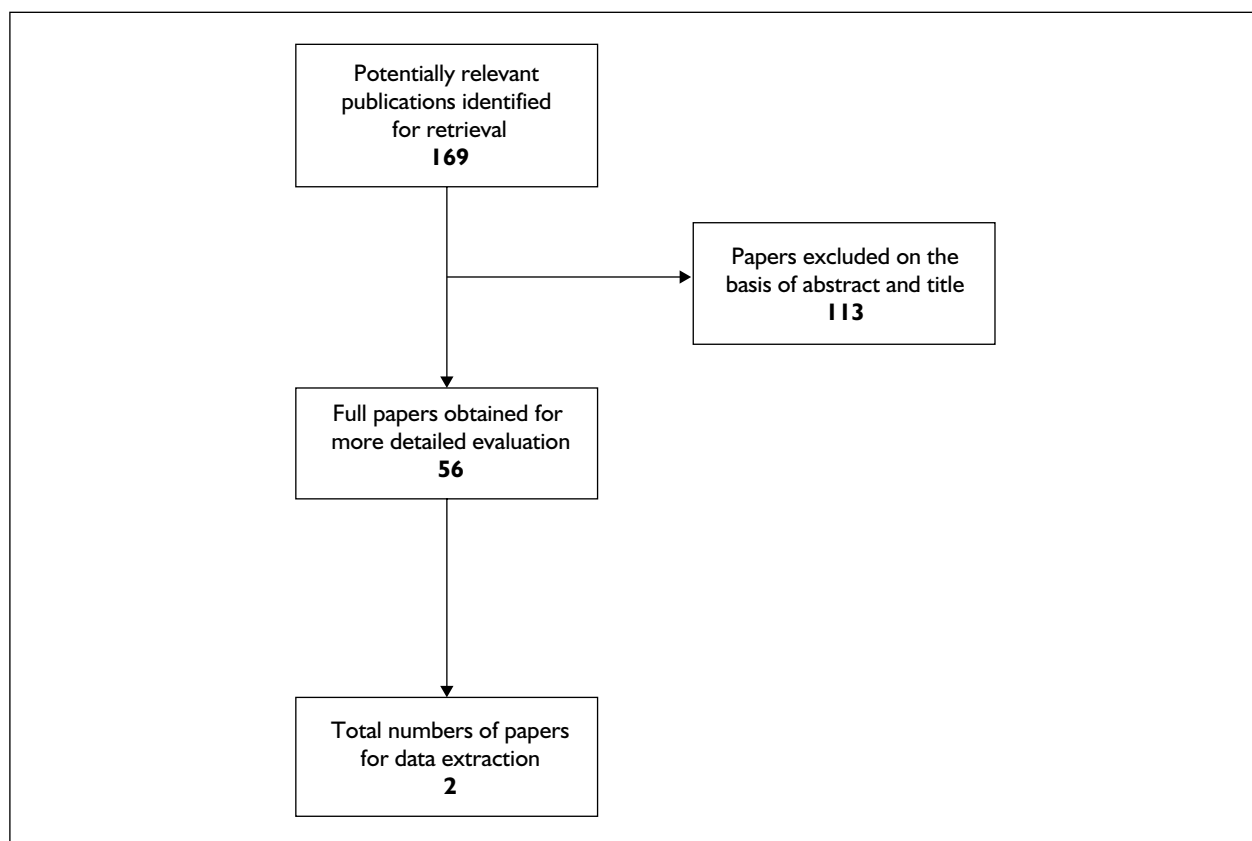 Potentially relevant
publications identified
for retrieval
169
Papers excluded on the
basis of abstract and title
113
Full papers obtained for
more detailed evaluation
56
Total numbers of papers
for data extraction
2